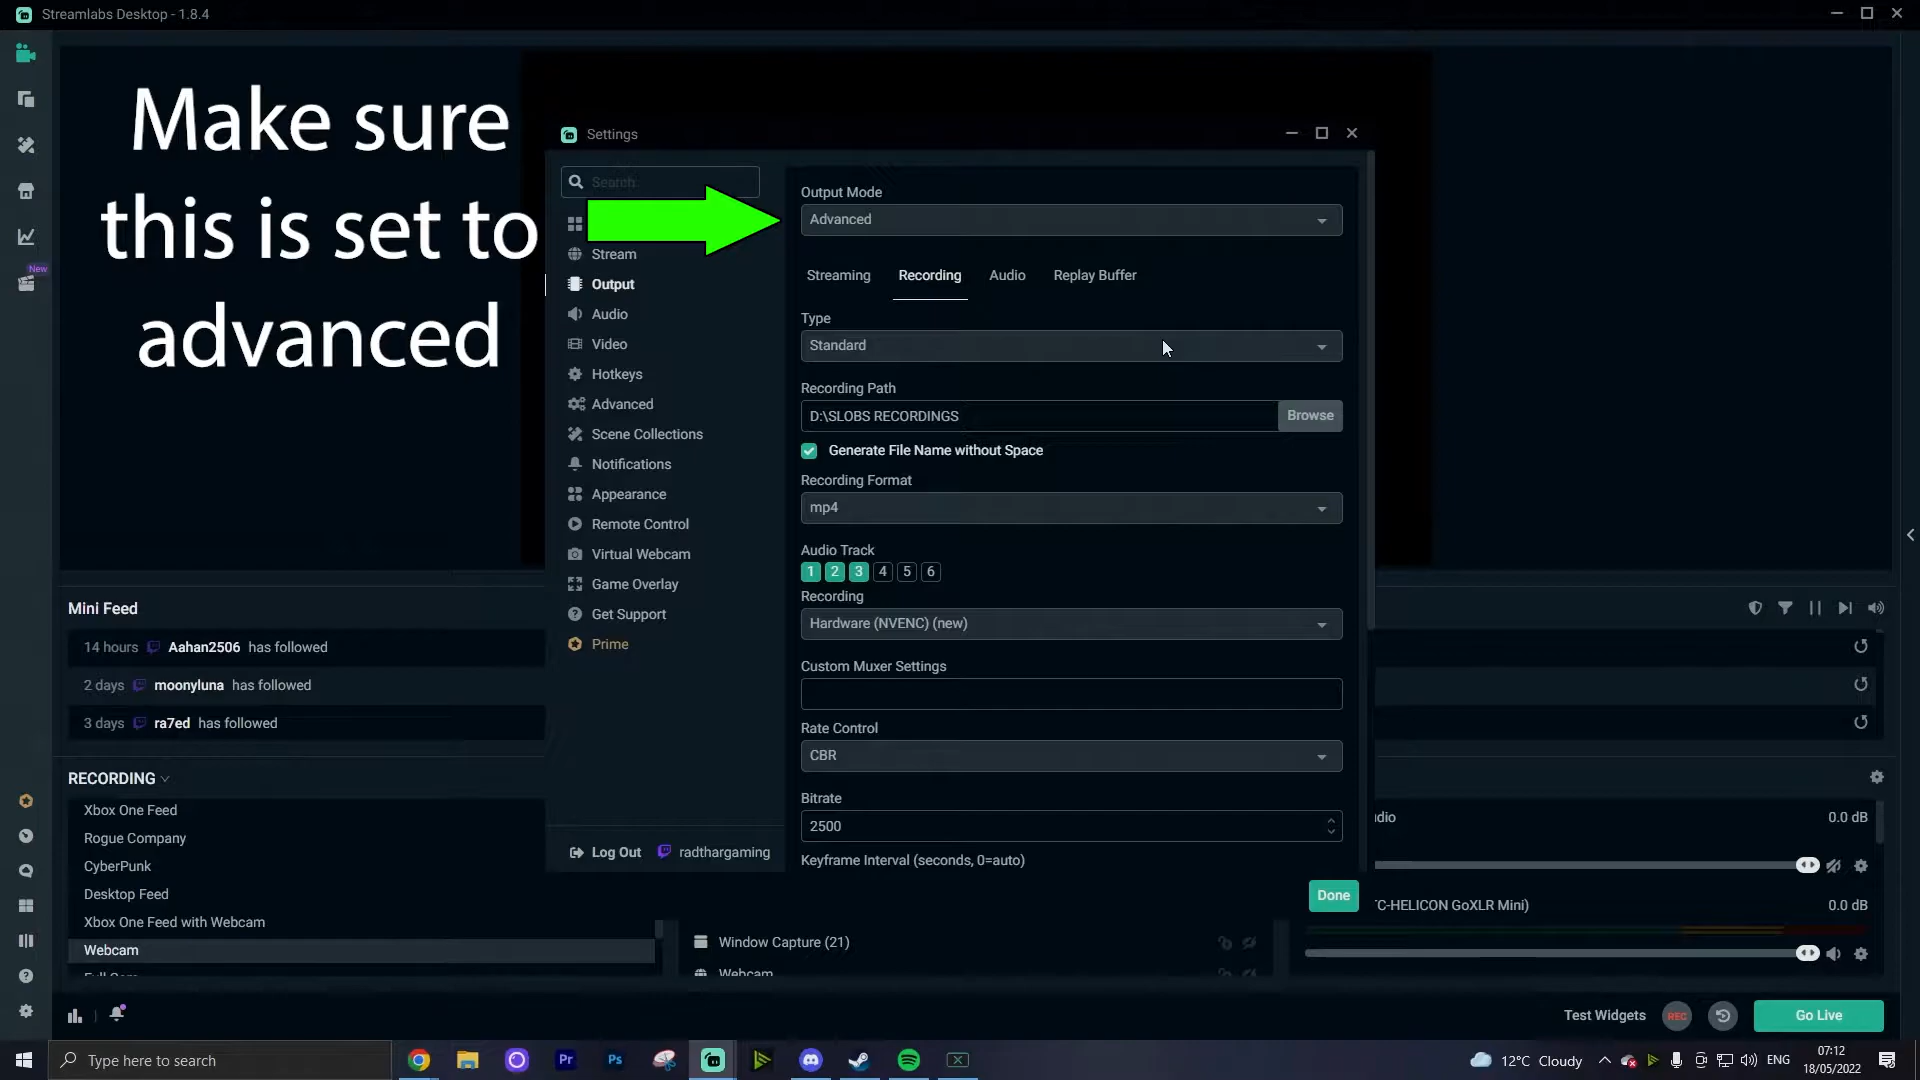 Streamlabs Desktop - 1.8.4
Make sure
this is set to
advanced
New
Settings
Search
Stream
Output
Audio
Video
Hotkeys
Advanced
Scene Collections
Notifications
Appearance
Remote Control
Virtual Webcam
Game Overlay
Get Support
Prime
Log Out radthargaming
Output Mode
Advanced
Streaming Recording Audio Replay Buffer
Type
Standard
Recording Path
D:\SLOBS RECORDINGS
Browse
Generate File Name without Space
Recording Format
mp4
Audio Track
1 2 3 4 5 6
Recording
Hardware (NVENC) (new)
Custom Muxer Settings
Rate Control
CBR
Bitrate
2500
Keyframe Interval (seconds, 0=auto)
Done
Mini Feed
14 hours Aahan2506 has followed
2 days moonyluna has followed
3 days ra7ed has followed
RECORDING
Xbox One Feed
Rogue Company
CyberPunk
Desktop Feed
Xbox One Feed with Webcam
Webcam
Window Capture (21)
Webcam
0.0 dB
TC-HELICON GoXLR Mini)
0.0 dB
Test Widgets
REC
Go Live
Type here to search
Pr
Ps
12°C Cloudy
ENG
07:12
18/05/2022